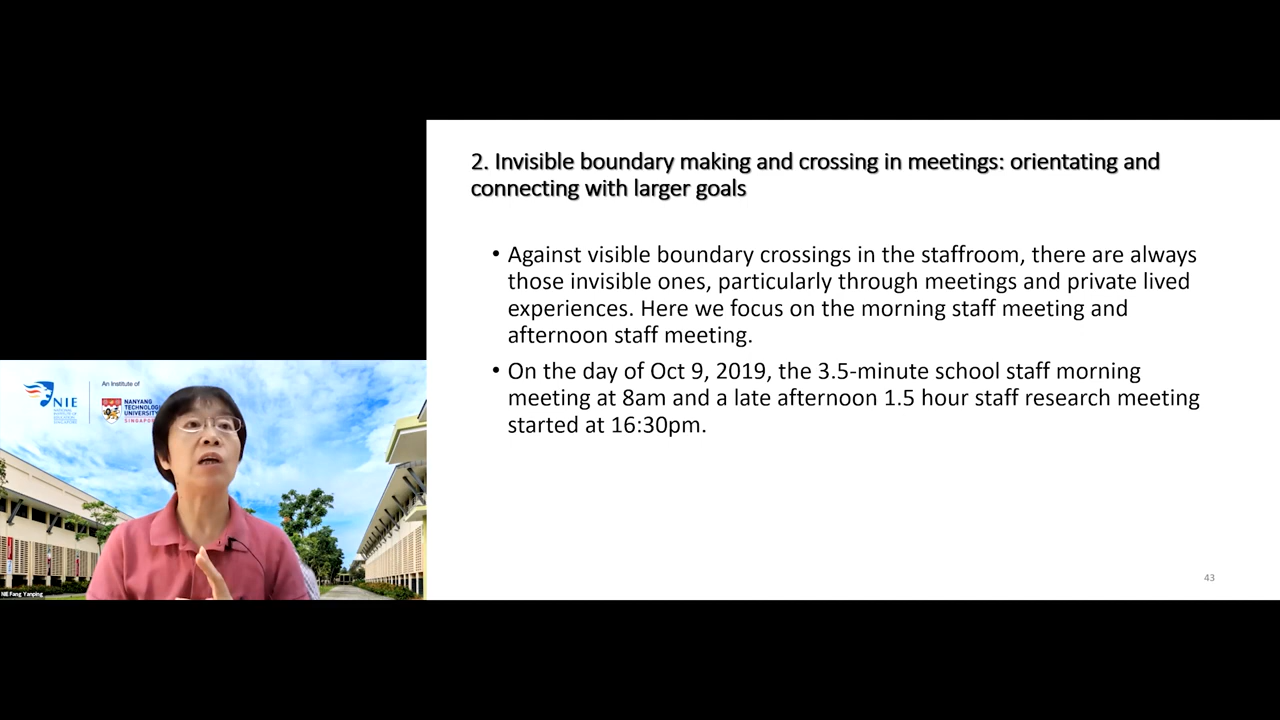 2. Invisible boundary making and crossing in meetings: orientating and
connecting with larger goals
• Against visible boundary crossings in the staffroom, there are always
those invisible ones, particularly through meetings and private lived
experiences. Here we focus on the morning staff meeting and
afternoon staff meeting.
• On the day of Oct 9, 2019, the 3.5-minute school staff morning
meeting at 8am and a late afternoon 1.5 hour staff research meeting
started at 16:30pm.
43
NIE
An Institute of
NANYANG
TECHNOLOGICAL
UNIVERSITY
SINGAPORE
NIE Fang Yanping